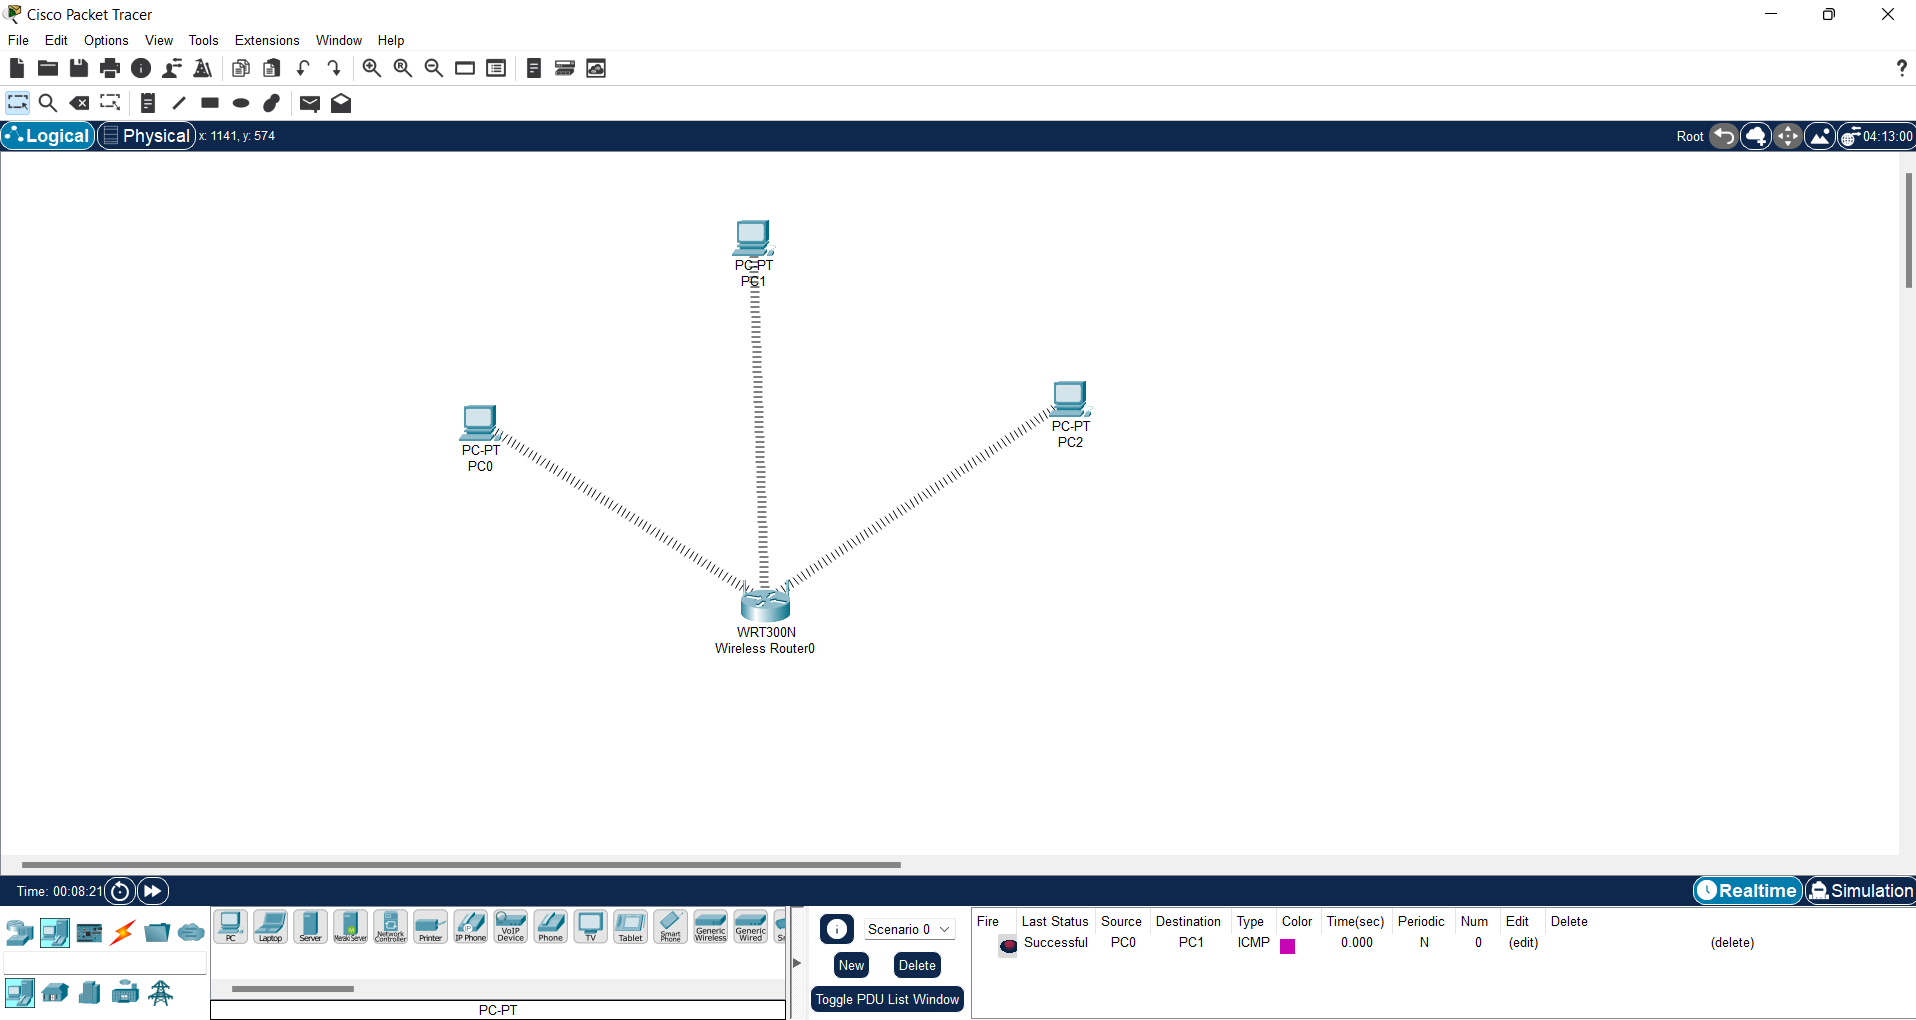 Cisco Packet Tracer
File Edit Options View Tools Extensions Window Help
Logical Physical x: 1141, y: 574 Root 04:13:00
PC-PT
PC1
PC-PT
PC0
PC-PT
PC2
WRT300N
Wireless Router0
Time: 00:08:21 Realtime Simulation
PC Laptop Server MerakiServer Network Controller Printer IP Phone VoIP Device Phone TV Tablet Smart Phone Generic Wireless Generic Wired
PC-PT
Scenario 0
New Delete
Toggle PDU List Window
Fire Last Status Source Destination Type Color Time(sec) Periodic Num Edit Delete
Successful PC0 PC1 ICMP 0.000 N 0 (edit) (delete)